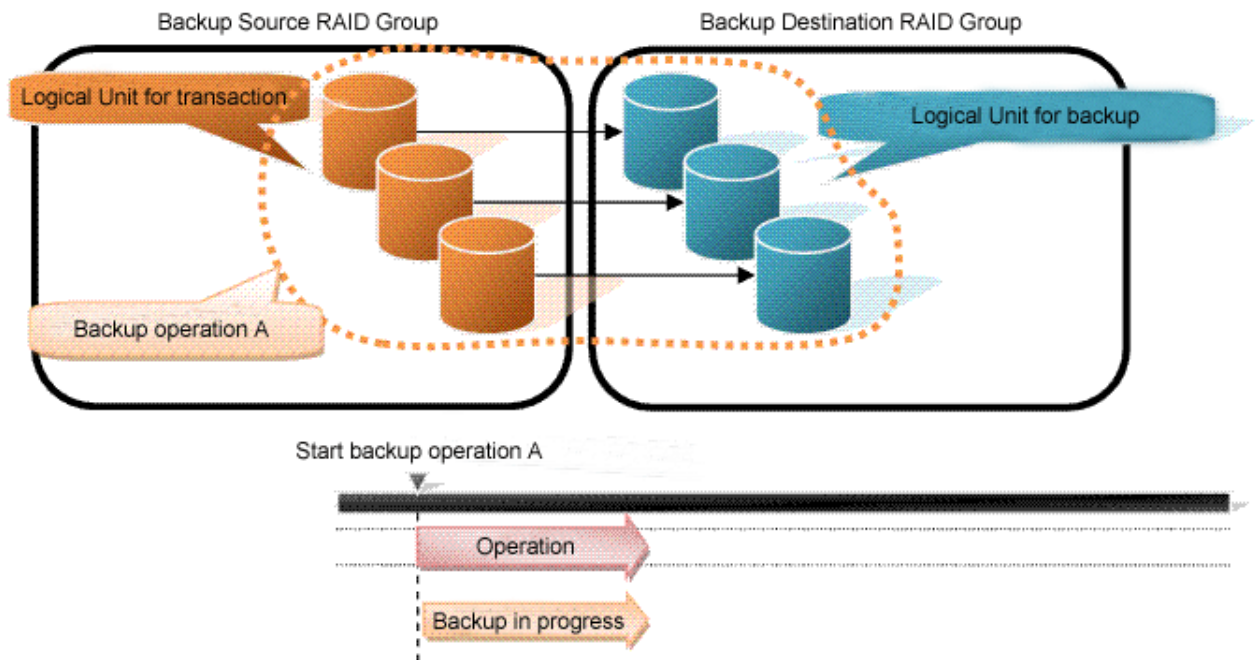 Backup Source RAID Group
Backup Destination RAID Group
Logical Unit for transaction
Logical Unit for backup
Backup operation A
Start backup operation A
Operation
Backup in progress